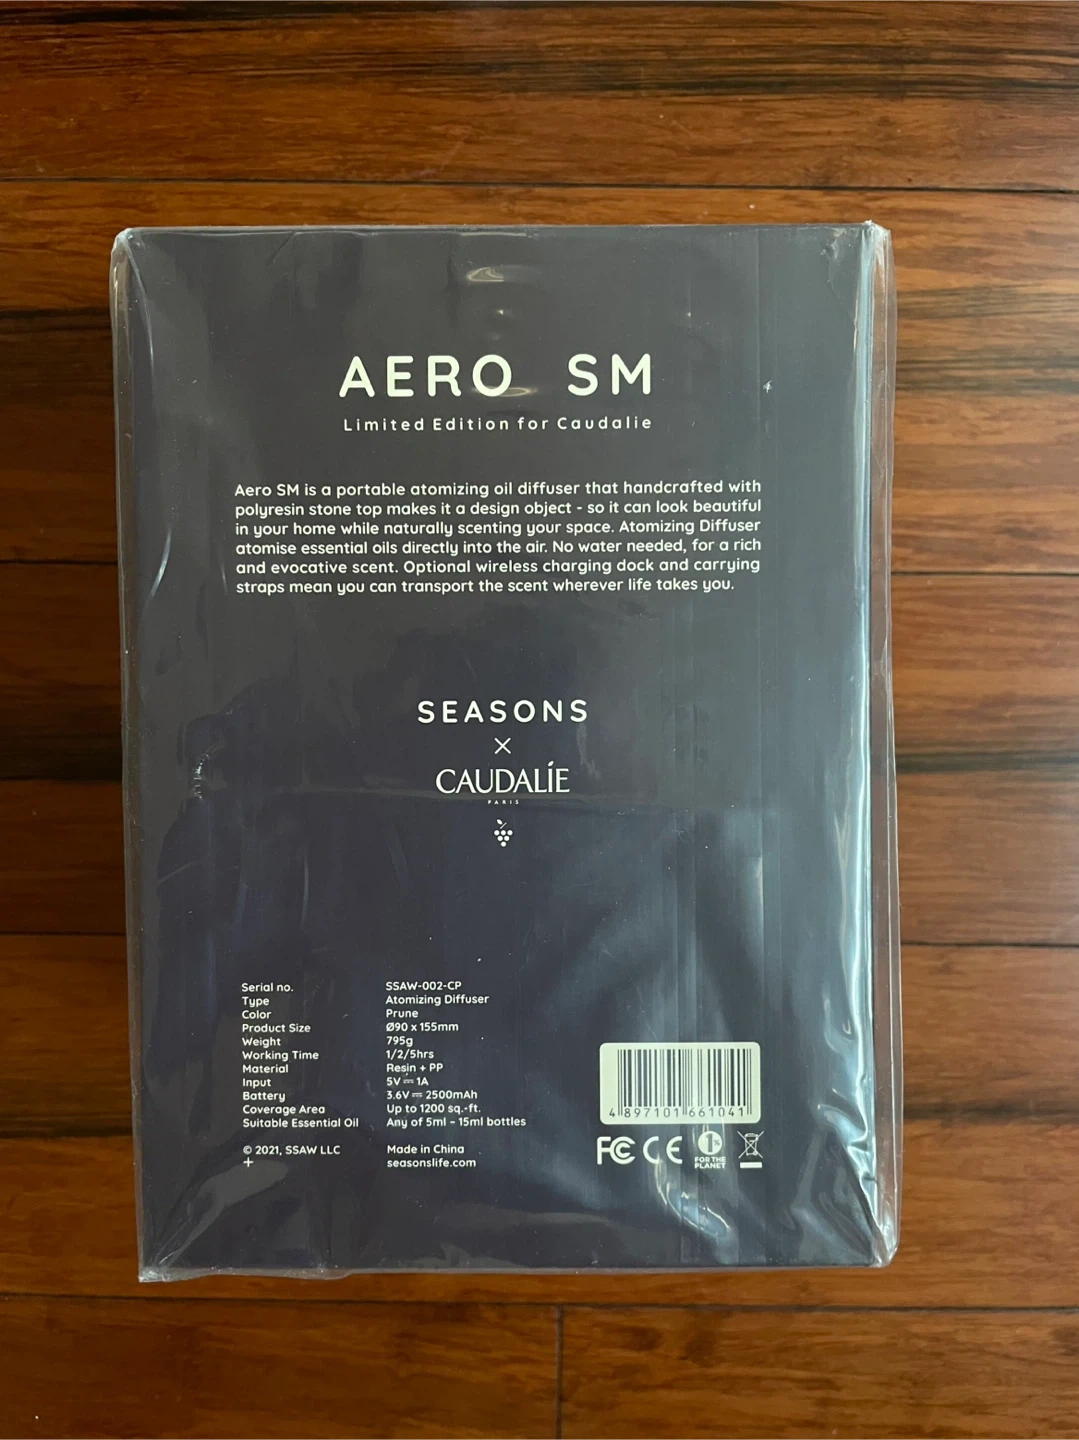 AERO SM
Limited Edition for Caudalie
Aero SM is a portable atomizing oil diffuser that handcrafted with
polyresin stone top makes it a design object - so it can look beautiful
in your home while naturally scenting your space. Atomizing Diffuser
atomise essential oils directly into the air. No water needed, for a rich
and evocative scent. Optional wireless charging dock and carrying
straps mean you can transport the scent wherever life takes you.
SEASONS
×
CAUDALÍE
PARIS
Serial no. SSAW-002-CP
Type Atomizing Diffuser
Color Prune
Product Size Ø90 x 155mm
Weight 795g
Working Time 1/2/5hrs
Material Resin + PP
Input 5V⎓1A
Battery 3.6V⎓2500mAh
Coverage Area Up to 1200 sq.-ft.
Suitable Essential Oil Any of 5ml – 15ml bottles
© 2021, SSAW LLC Made in China
+ seasonslife.com
4 897101 661041
FC CE 1%
FOR THE
PLANET